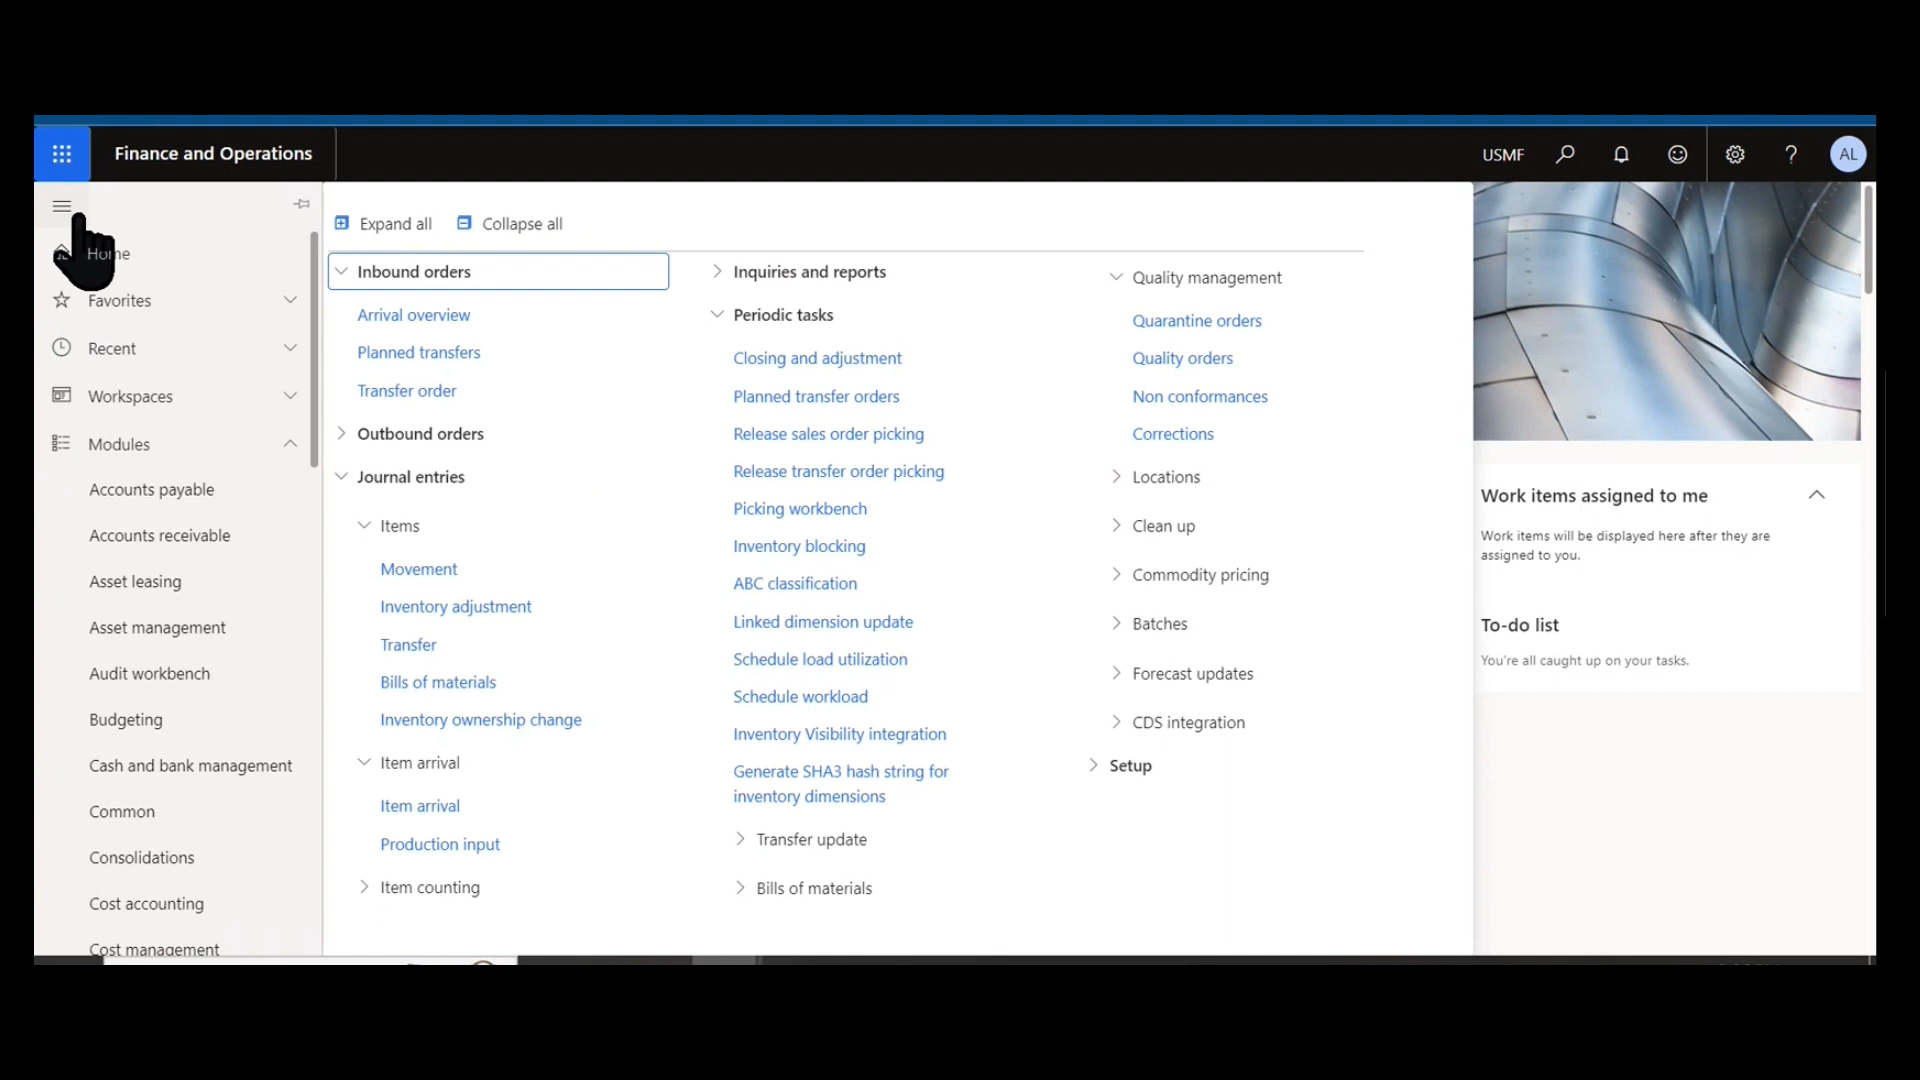 Finance and Operations
USMF
AL
Home
Favorites
Recent
Workspaces
Modules
Accounts payable
Accounts receivable
Asset leasing
Asset management
Audit workbench
Budgeting
Cash and bank management
Common
Consolidations
Cost accounting
Cost management
Expand all
Collapse all
Inbound orders
Arrival overview
Planned transfers
Transfer order
Outbound orders
Journal entries
Items
Movement
Inventory adjustment
Transfer
Bills of materials
Inventory ownership change
Item arrival
Item arrival
Production input
Item counting
Inquiries and reports
Periodic tasks
Closing and adjustment
Planned transfer orders
Release sales order picking
Release transfer order picking
Picking workbench
Inventory blocking
ABC classification
Linked dimension update
Schedule load utilization
Schedule workload
Inventory Visibility integration
Generate SHA3 hash string for
inventory dimensions
Transfer update
Bills of materials
Quality management
Quarantine orders
Quality orders
Non conformances
Corrections
Locations
Clean up
Commodity pricing
Batches
Forecast updates
CDS integration
Setup
Work items assigned to me
Work items will be displayed here after they are
assigned to you.
To-do list
You're all caught up on your tasks.